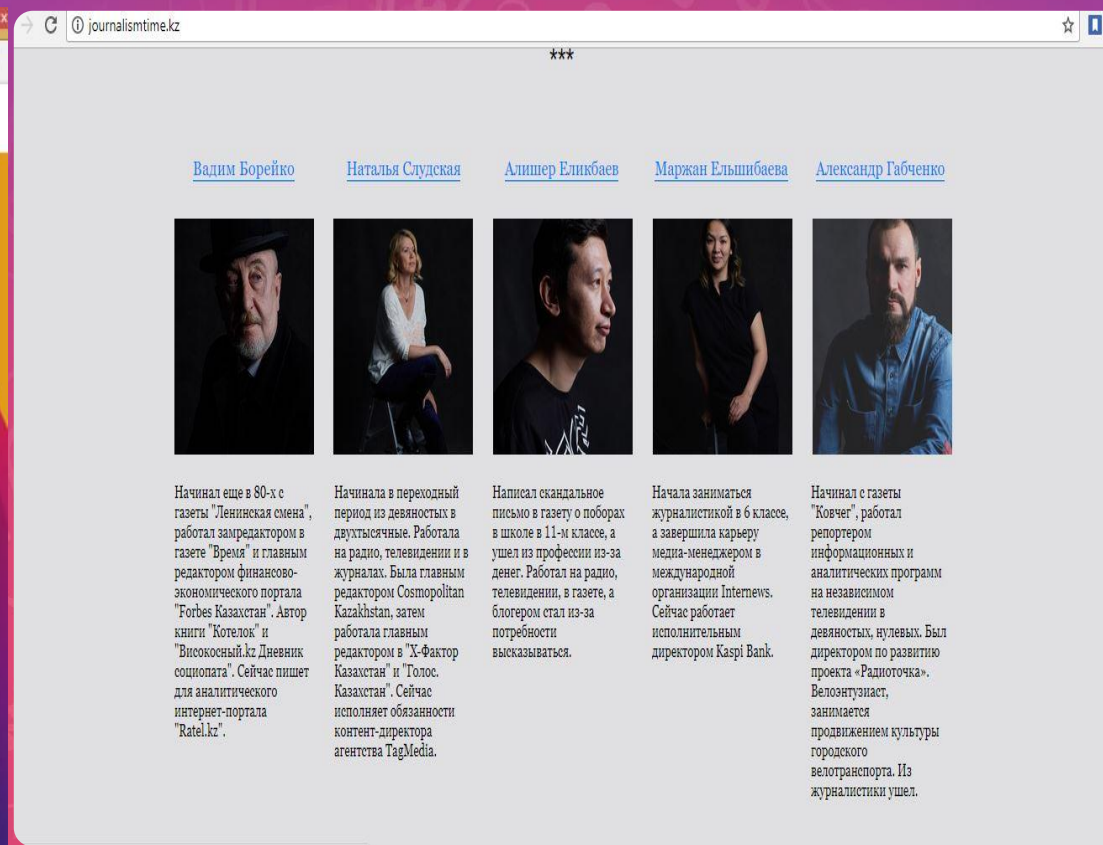 journalismtime.kz
***
Вадим Борейко
Наталья Слудская
Алишер Еликбаев
Маржан Ельшибаева
Александр Габченко
Начинал еще в 80-х с
газеты "Ленинская смена",
работал замредактором в
газете "Время" и главным
редактором финансово-
экономического портала
"Forbes Казахстан". Автор
книги "Котелок" и
"Високосный.kz Дневник
социопата". Сейчас пишет
для аналитического
интернет-портала
"Ratel.kz".
Начинала в переходный
период из девяностых в
двухтысячные. Работала
на радио, телевидении и в
журналах. Была главным
редактором Cosmopolitan
Kazakhstan, затем
работала главным
редактором в "X-Фактор
Казахстан" и "Голос.
Казахстан". Сейчас
исполняет обязанности
контент-директора
агентства TagMedia.
Написал скандальное
письмо в газету о поборах
в школе в 11-м классе, а
ушел из профессии из-за
денег. Работал на радио,
телевидении, в газете, а
блогером стал из-за
потребности
высказываться.
Начала заниматься
журналистикой в 6 классе,
а завершила карьеру
медиа-менеджером в
международной
организации Internews.
Сейчас работает
исполнительным
директором Kaspi Bank.
Начинал с газеты
"Ковчег", работал
репортером
информационных и
аналитических программ
на независимом
телевидении в
девяностых, нулевых. Был
директором по развитию
проекта «Радиоточка».
Велоэнтузиаст,
занимается
продвижением культуры
городского
велотранспорта. Из
журналистики ушел.